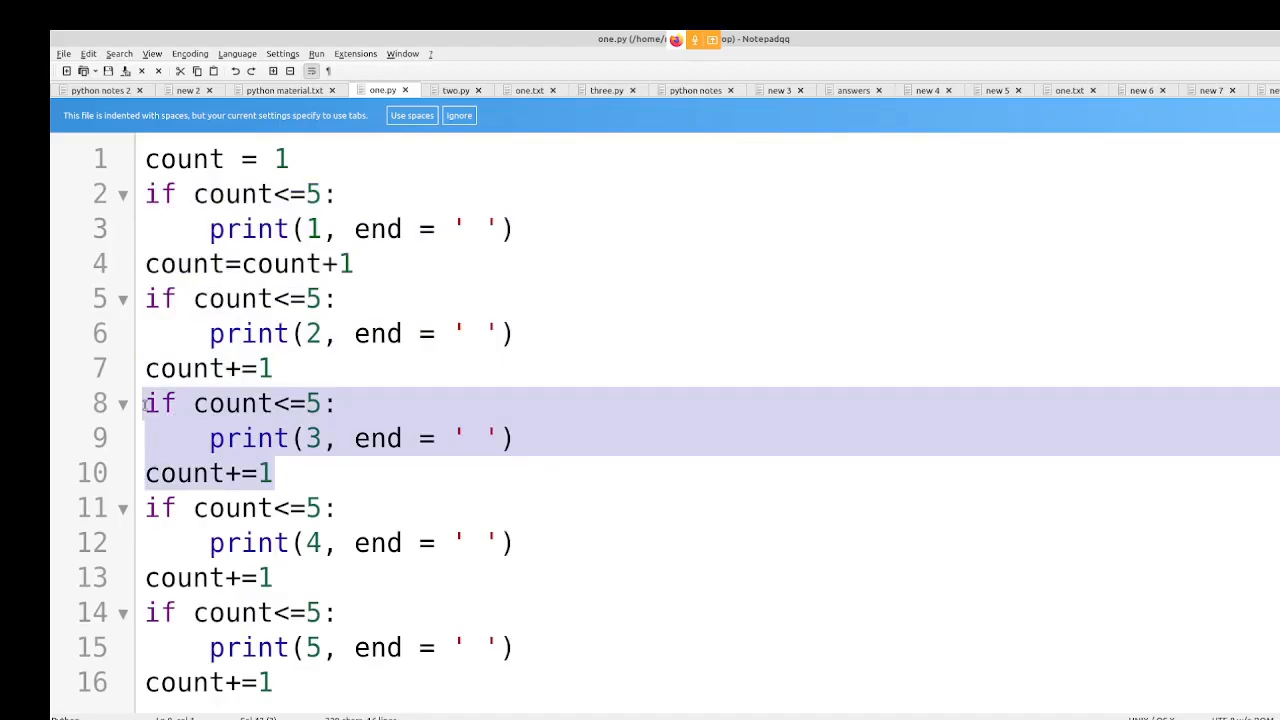 one.py (/home/ op) - Notepadqq
File Edit Search View Encoding Language Settings Run Extensions Window ?
python notes 2 new 2 python material.txt one.py two.py one.txt three.py python notes new 3 answers new 4 new 5 one.txt new 6 new 7
This file is indented with spaces, but your current settings specify to use tabs. Use spaces Ignore
1 count = 1
2 if count<=5:
3 print(1, end = ' ')
4 count=count+1
5 if count<=5:
6 print(2, end = ' ')
7 count+=1
8 if count<=5:
9 print(3, end = ' ')
10 count+=1
11 if count<=5:
12 print(4, end = ' ')
13 count+=1
14 if count<=5:
15 print(5, end = ' ')
16 count+=1